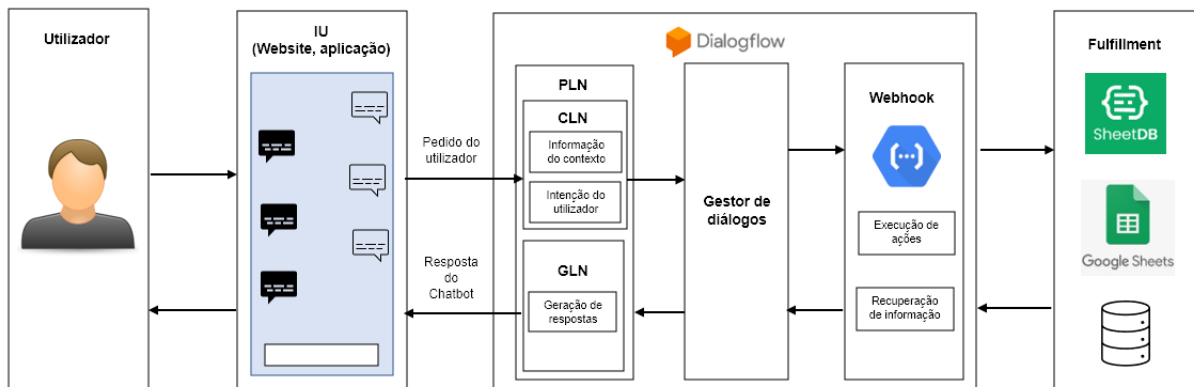 Utilizador
IU
(Website, aplicação)
Pedido do
utilizador
Resposta
do
Chatbot
Dialogflow
PLN
CLN
Informação
do contexto
Intenção do
utilizador
GLN
Geração de
respostas
Gestor de
diálogos
Webhook
Execução de
ações
Recuperação
de informação
Fulfillment
SheetDB
Google Sheets